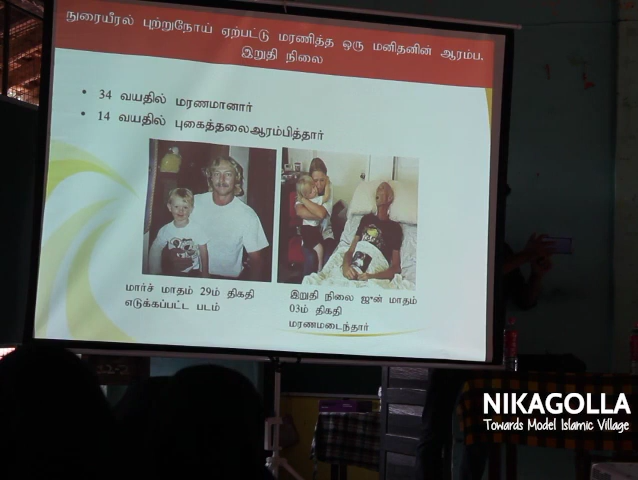 நுரையீரல் புற்றுநோய் ஏற்பட்டு மரணித்த ஒரு மனிதனின் ஆரம்ப.
இறுதி நிலை
• 34 வயதில் மரணமானார்
• 14 வயதில் புகைத்தலைஆரம்பித்தார்
மார்ச் மாதம் 29ம் திகதி
எடுக்கப்பட்ட படம்
இறுதி நிலை ஜுன் மாதம்
03ம் திகதி
மரணமடைந்தார்
NIKAGOLLA
Towards Model Islamic Village